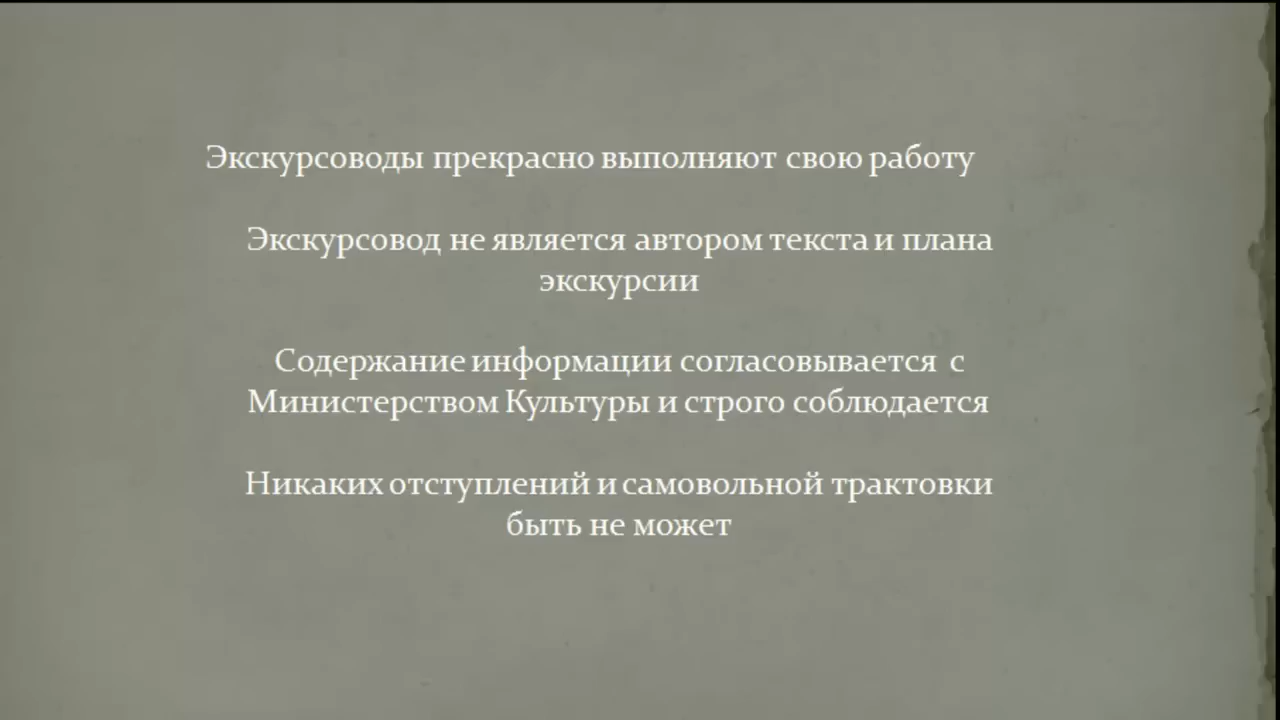 Экскурсоводы прекрасно выполняют свою работу
Экскурсовод не является автором текста и плана
экскурсии
Содержание информации согласовывается с
Министерством Культуры и строго соблюдается
Никаких отступлений и самовольной трактовки
быть не может